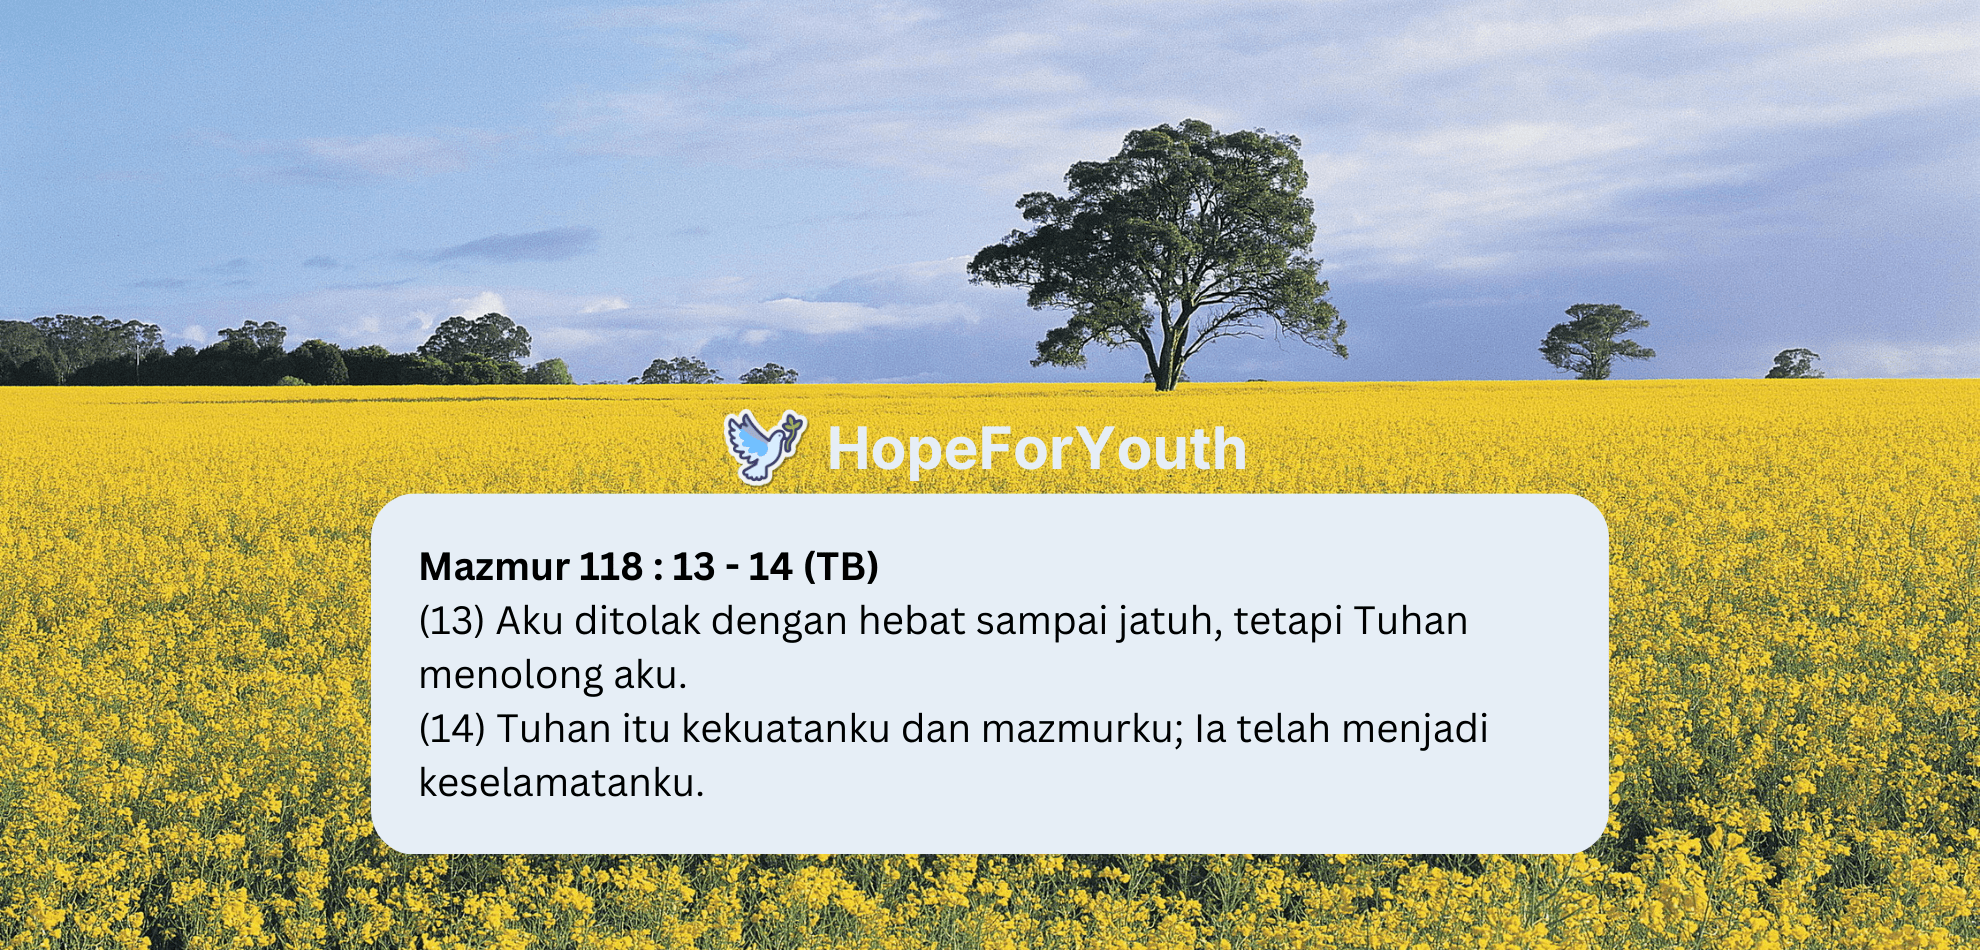 HopeForYouth
Mazmur 118 : 13 - 14 (TB)
(13) Aku ditolak dengan hebat sampai jatuh, tetapi Tuhan
menolong aku.
(14) Tuhan itu kekuatanku dan mazmurku; Ia telah menjadi
keselamatanku.